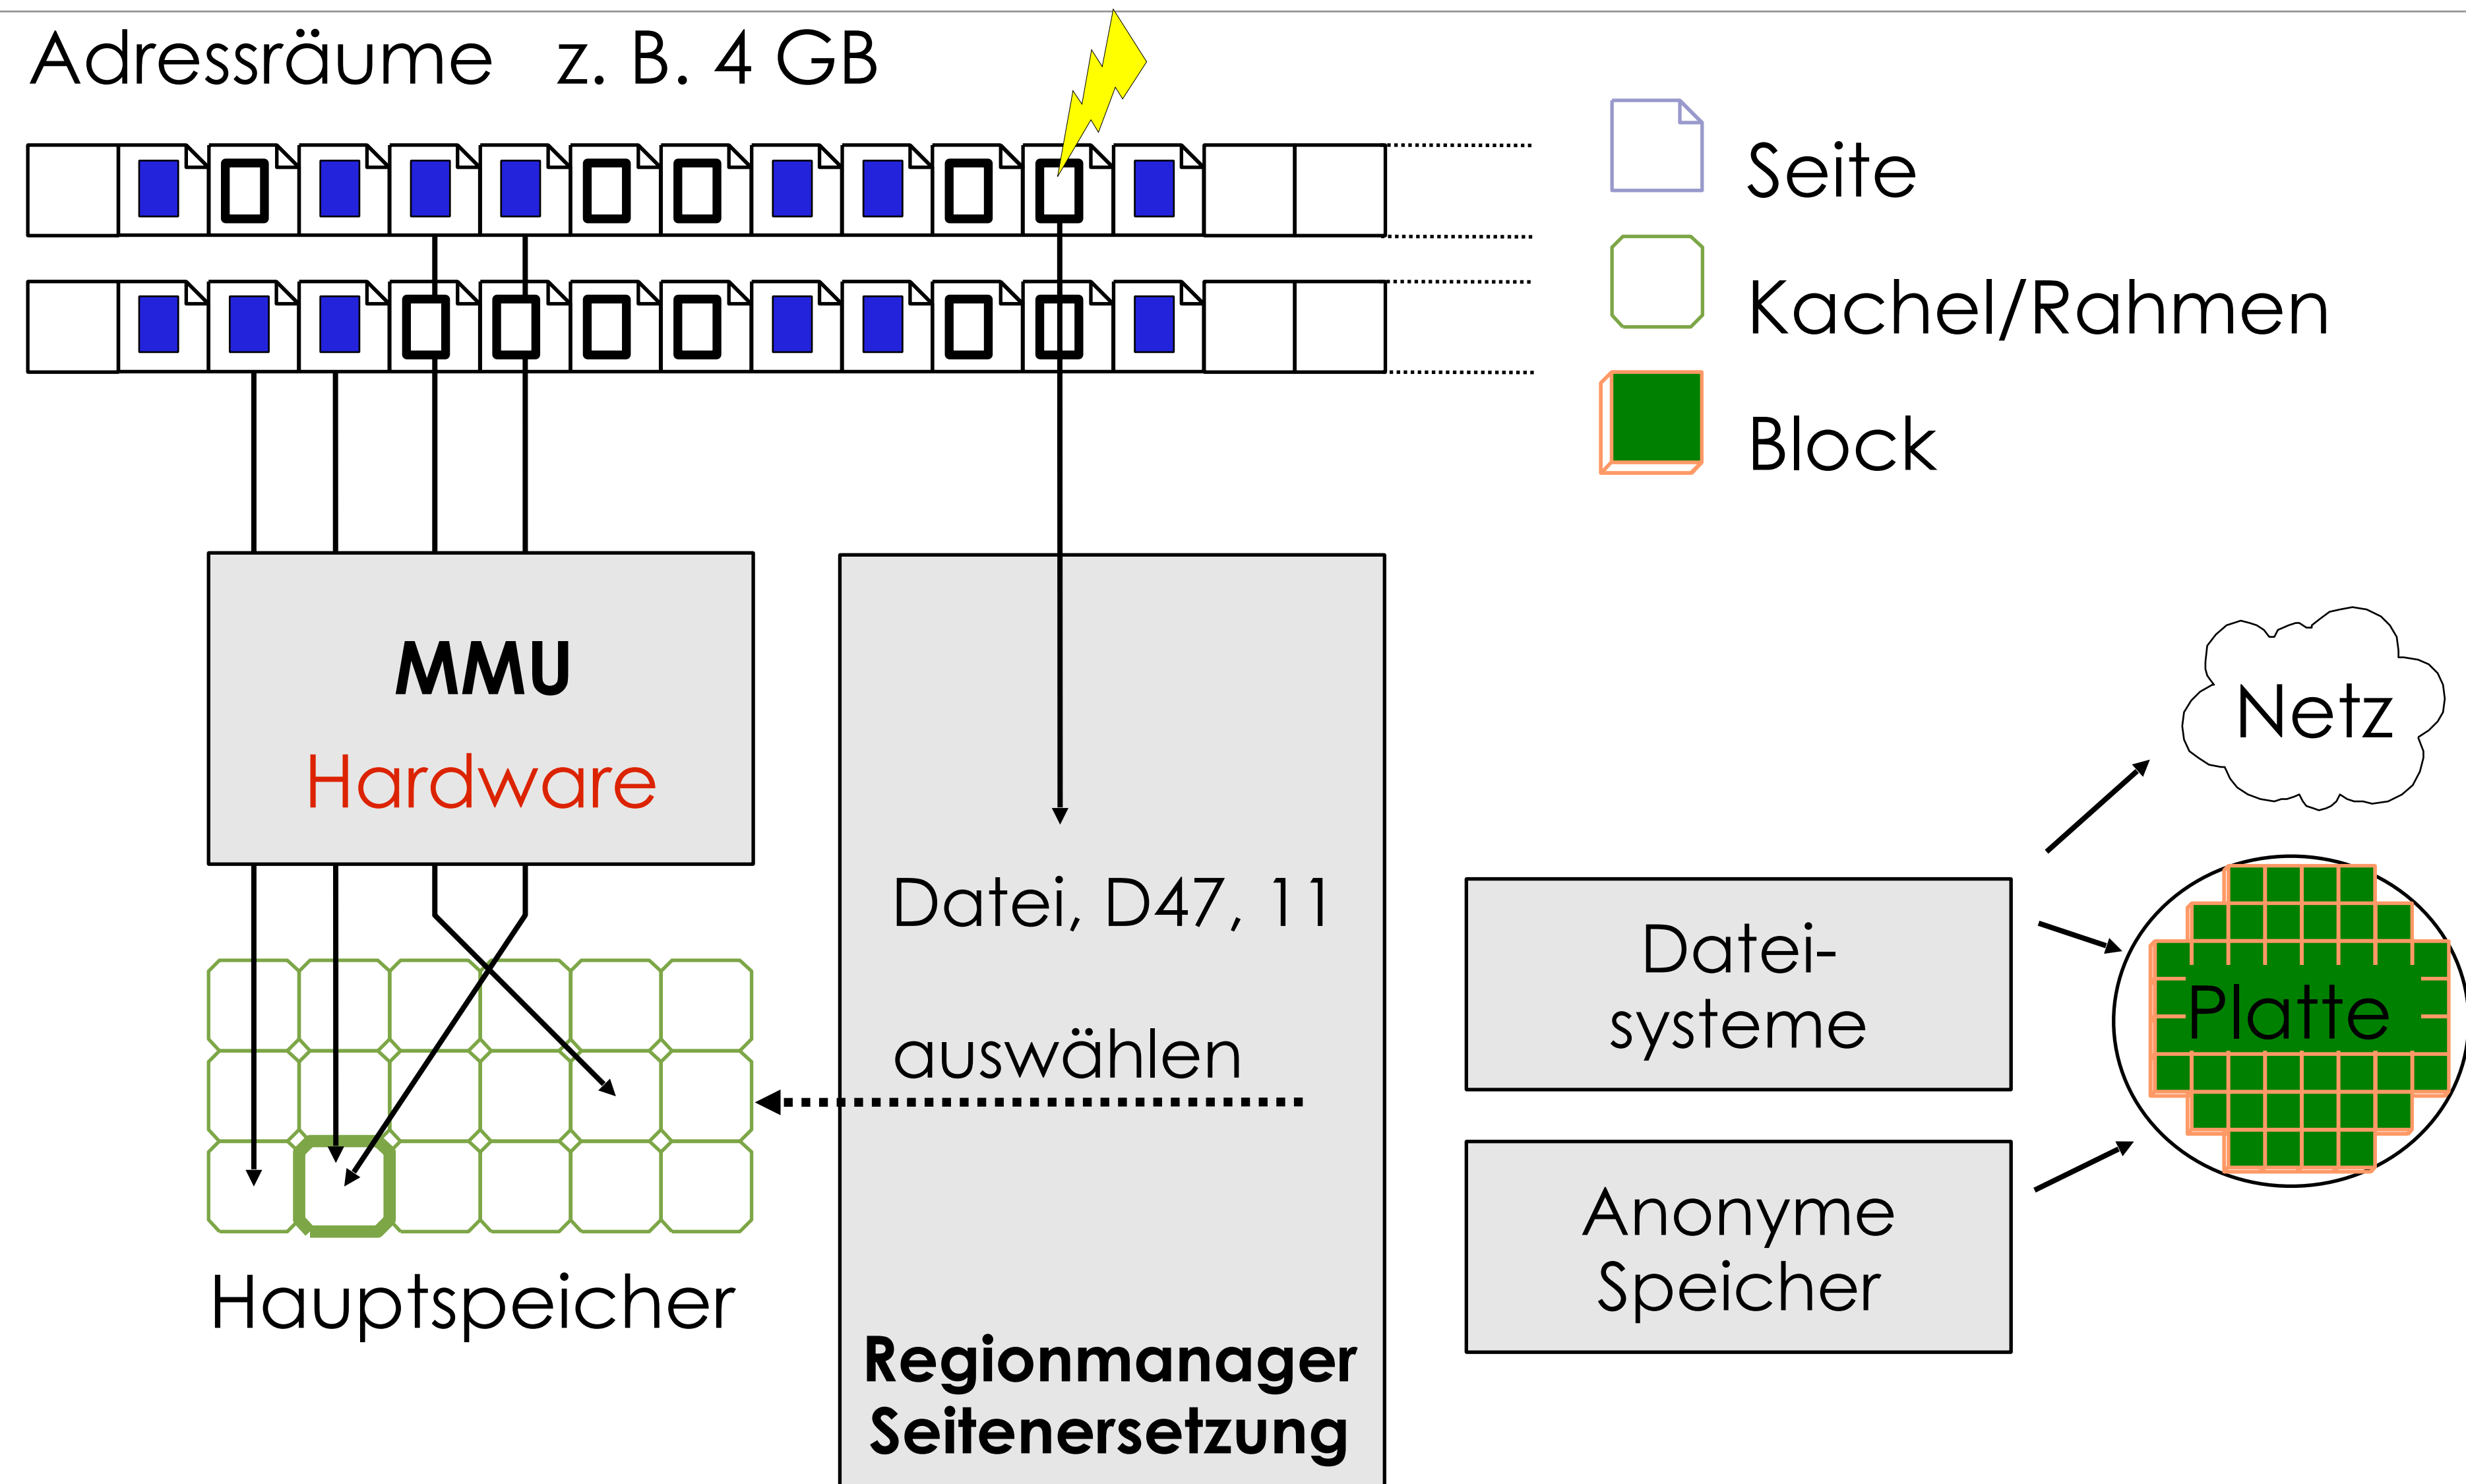 Adressräume z. B. 4 GB
Seite
Kachel/Rahmen
Block
MMU
Hardware
Netz
Datei, D47, 11
auswählen
Datei-
systeme
Platte
Anonyme
Speicher
Hauptspeicher
Regionmanager
Seitenersetzung